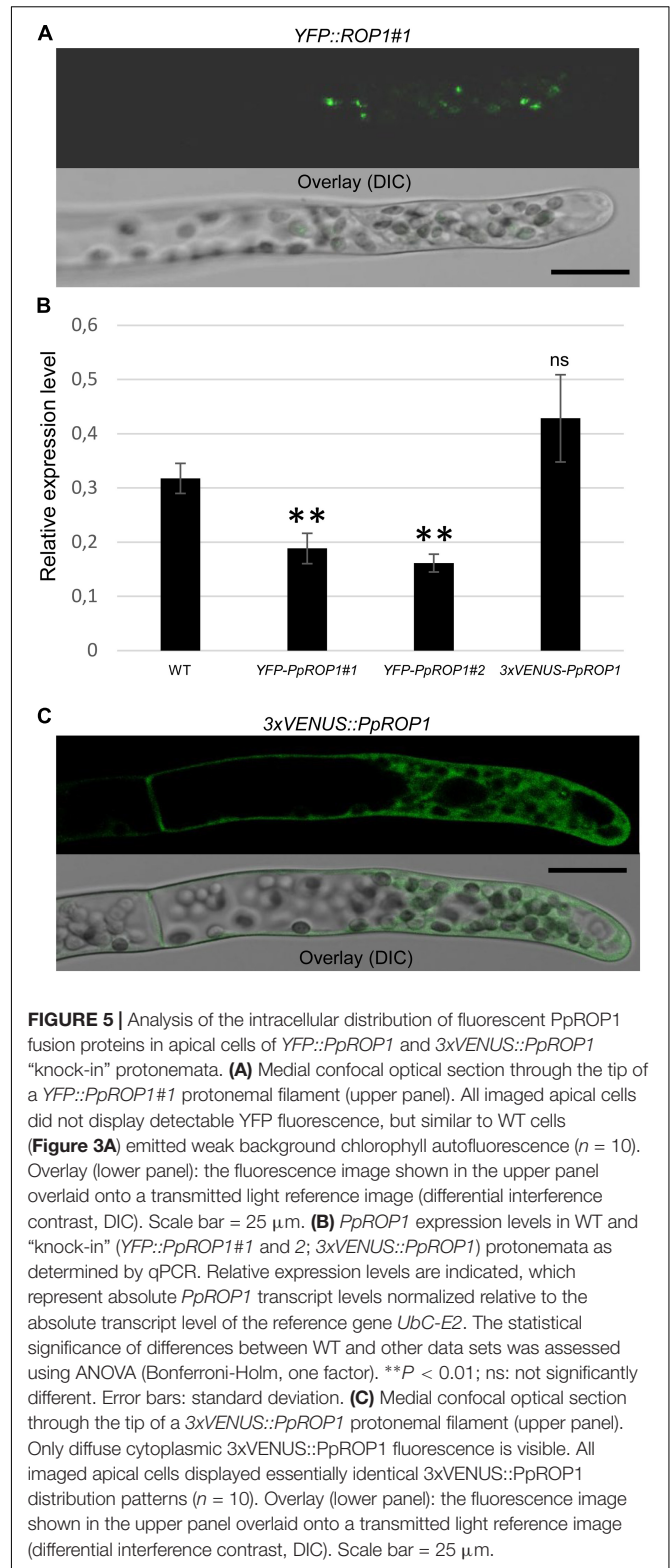 A
YFP::ROP1#1
Overlay (DIC)
B
0,6
0,5
0,4
0,3
0,2
0,1
0
Relative expression level
**
**
ns
WT
YFP-PpROP1#1
YFP-PpROP1#2
3xVENUS-PpROP1
C
3xVENUS::PpROP1
Overlay (DIC)
FIGURE 5 | Analysis of the intracellular distribution of fluorescent PpROP1
fusion proteins in apical cells of YFP::PpROP1 and 3xVENUS::PpROP1
“knock-in” protonemata. (A) Medial confocal optical section through the tip of
a YFP::PpROP1#1 protonemal filament (upper panel). All imaged apical cells
did not display detectable YFP fluorescence, but similar to WT cells
(Figure 3A) emitted weak background chlorophyll autofluorescence (n = 10).
Overlay (lower panel): the fluorescence image shown in the upper panel
overlaid onto a transmitted light reference image (differential interference
contrast, DIC). Scale bar = 25 μm. (B) PpROP1 expression levels in WT and
“knock-in” (YFP::PpROP1#1 and 2; 3xVENUS::PpROP1) protonemata as
determined by qPCR. Relative expression levels are indicated, which
represent absolute PpROP1 transcript levels normalized relative to the
absolute transcript level of the reference gene UbC-E2. The statistical
significance of differences between WT and other data sets was assessed
using ANOVA (Bonferroni-Holm, one factor). **P < 0.01; ns: not significantly
different. Error bars: standard deviation. (C) Medial confocal optical section
through the tip of a 3xVENUS::PpROP1 protonemal filament (upper panel).
Only diffuse cytoplasmic 3xVENUS::PpROP1 fluorescence is visible. All
imaged apical cells displayed essentially identical 3xVENUS::PpROP1
distribution patterns (n = 10). Overlay (lower panel): the fluorescence image
shown in the upper panel overlaid onto a transmitted light reference image
(differential interference contrast, DIC). Scale bar = 25 μm.